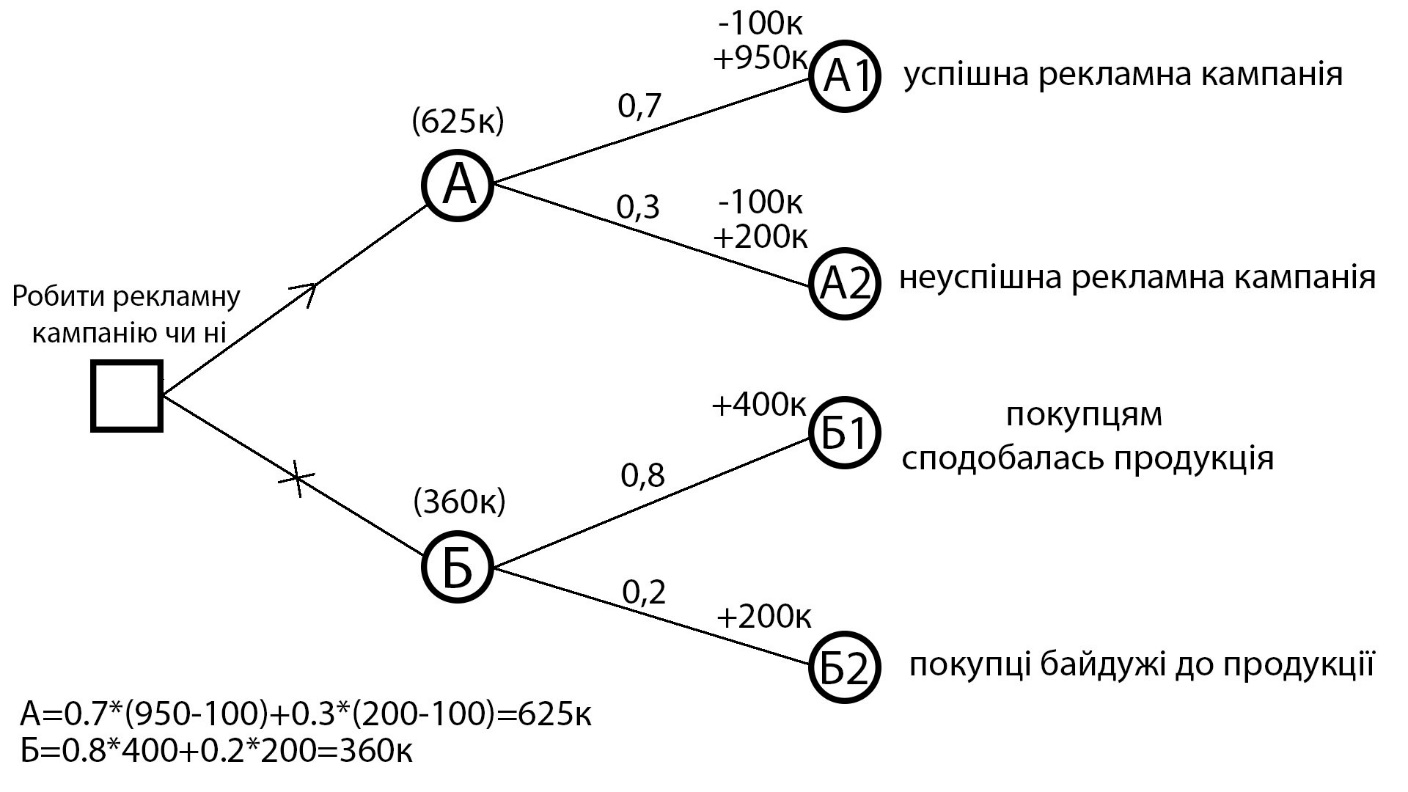 -100к
+950к
А1
успішна рекламна кампанія
0,7
(625к)
А
0,3
-100к
+200к
А2
неуспішна рекламна кампанія
Робити рекламну
кампанію чи ні
+400к
Б1
покупцям
сподобалась продукція
0,8
(360к)
Б
0,2
+200к
Б2
покупці байдужі до продукції
А=0.7*(950-100)+0.3*(200-100)=625к
Б=0.8*400+0.2*200=360к